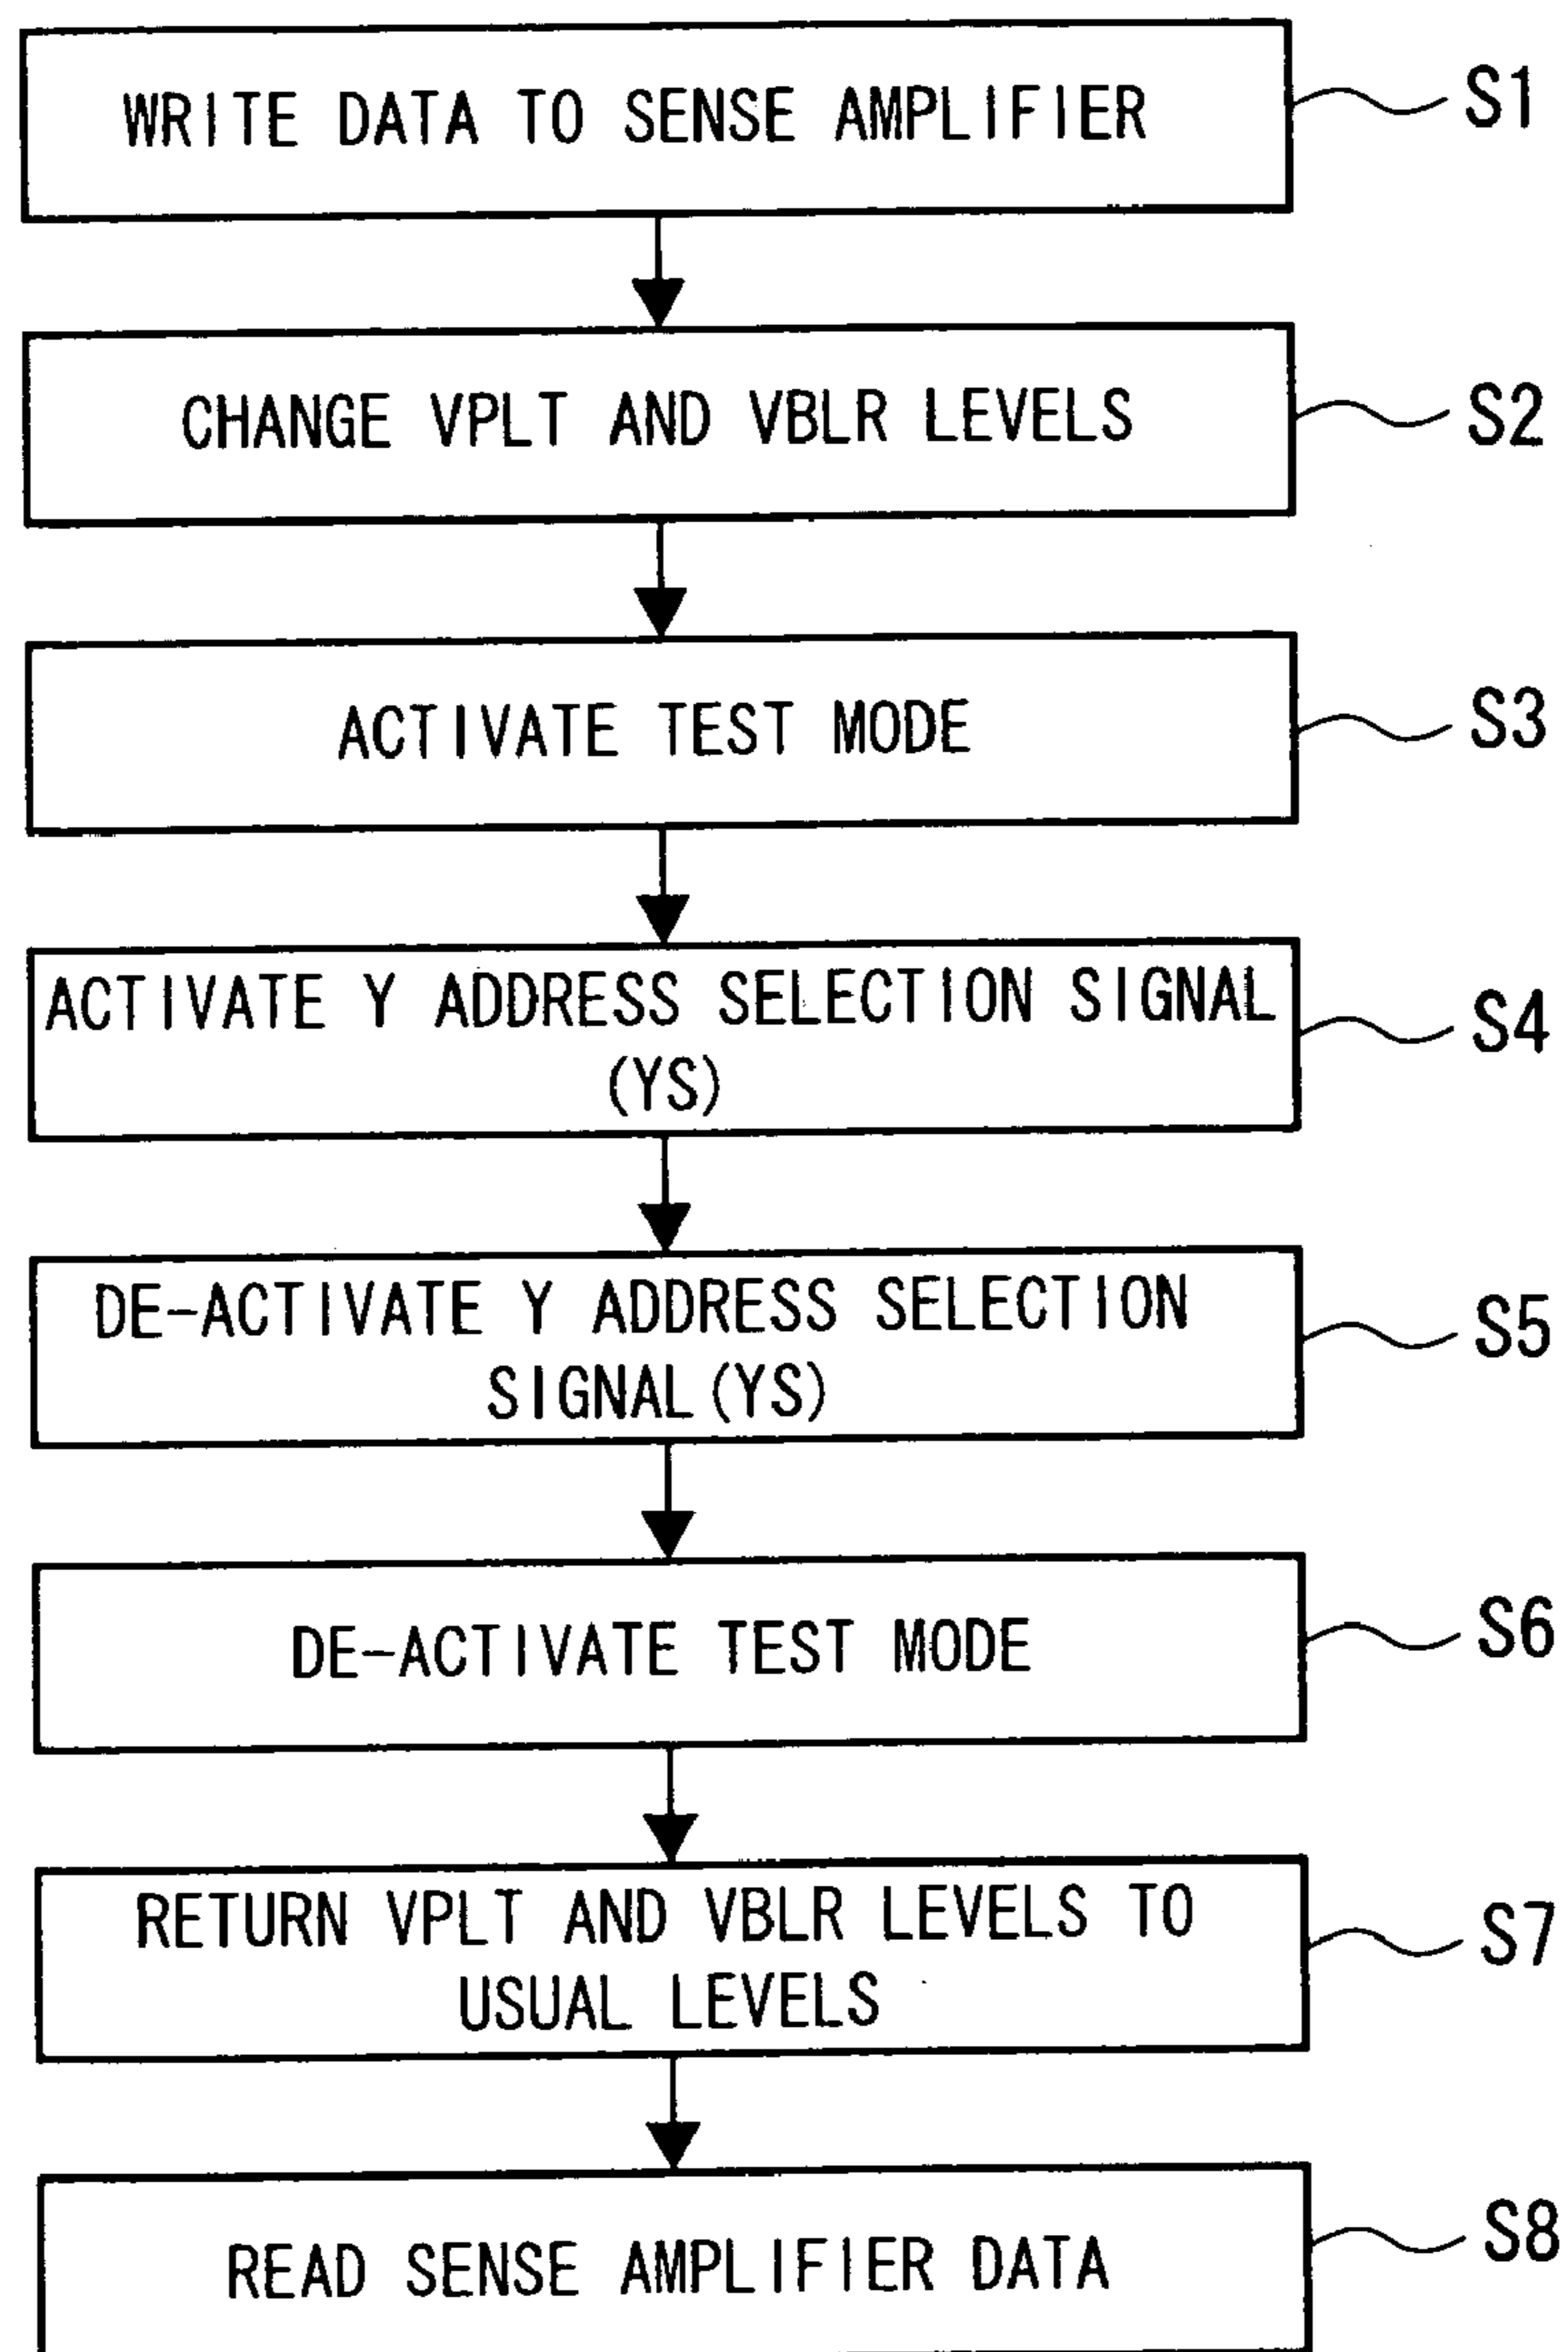 WRITE DATA TO SENSE AMPLIFIER
S1
CHANGE VPLT AND VBLR LEVELS
S2
ACTIVATE TEST MODE
S3
ACTIVATE Y ADDRESS SELECTION SIGNAL
(YS)
S4
DE-ACTIVATE Y ADDRESS SELECTION
SIGNAL(YS)
S5
DE-ACTIVATE TEST MODE
S6
RETURN VPLT AND VBLR LEVELS TO
USUAL LEVELS
S7
READ SENSE AMPLIFIER DATA
S8